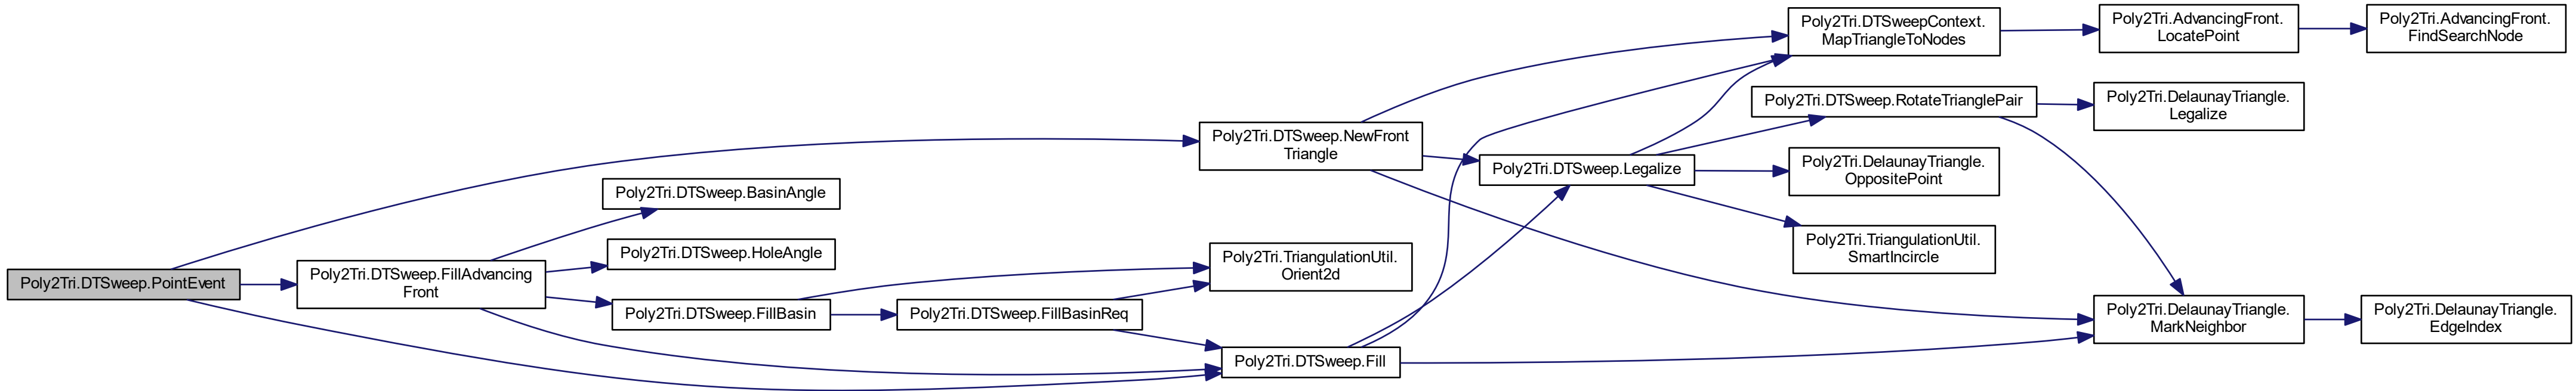 Poly2Tri.DTSweep.PointEvent
Poly2Tri.DTSweep.FillAdvancing
Front
Poly2Tri.DTSweep.BasinAngle
Poly2Tri.DTSweep.HoleAngle
Poly2Tri.DTSweep.FillBasin
Poly2Tri.DTSweep.FillBasinReq
Poly2Tri.DTSweep.NewFront
Triangle
Poly2Tri.TriangulationUtil.
Orient2d
Poly2Tri.DTSweep.Fill
Poly2Tri.DTSweep.Legalize
Poly2Tri.DTSweepContext.
MapTriangleToNodes
Poly2Tri.DTSweep.RotateTrianglePair
Poly2Tri.DelaunayTriangle.
OppositePoint
Poly2Tri.TriangulationUtil.
SmartIncircle
Poly2Tri.AdvancingFront.
LocatePoint
Poly2Tri.DelaunayTriangle.
Legalize
Poly2Tri.DelaunayTriangle.
MarkNeighbor
Poly2Tri.AdvancingFront.
FindSearchNode
Poly2Tri.DelaunayTriangle.
EdgeIndex